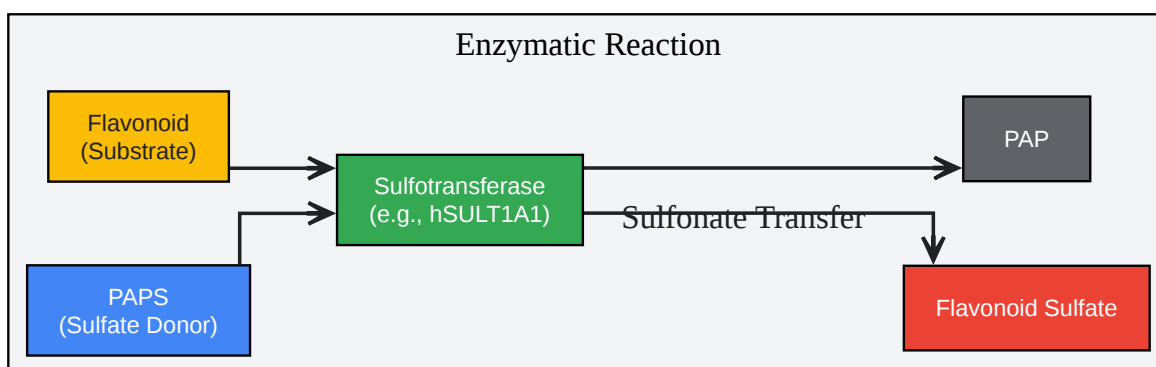 Enzymatic Reaction
Flavonoid
(Substrate)
PAP
Sulfotransferase
(e.g., hSULT1A1)
Sulfonate Transfer
PAPS
(Sulfate Donor)
Flavonoid Sulfate